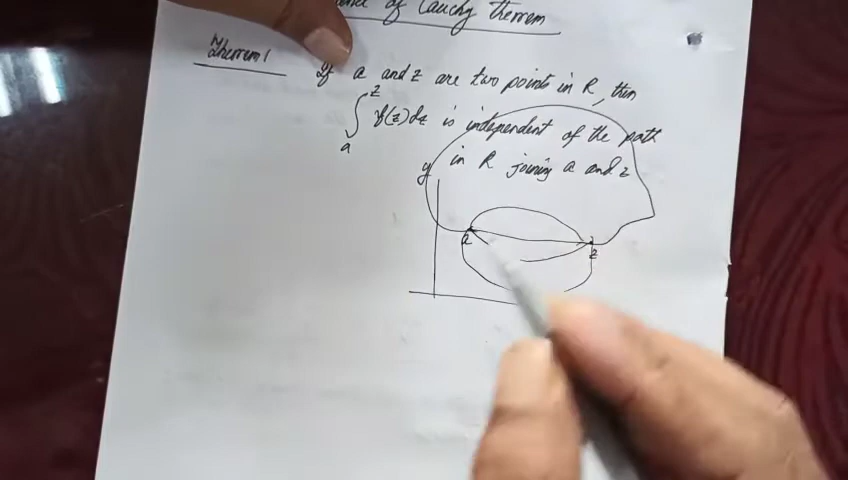 of Cauchy theorem
Theorem 1
If a and z are two points in R, then
∫ₐᶻ f(z)dz is independent of the path
in R joining a and z
y
a
z